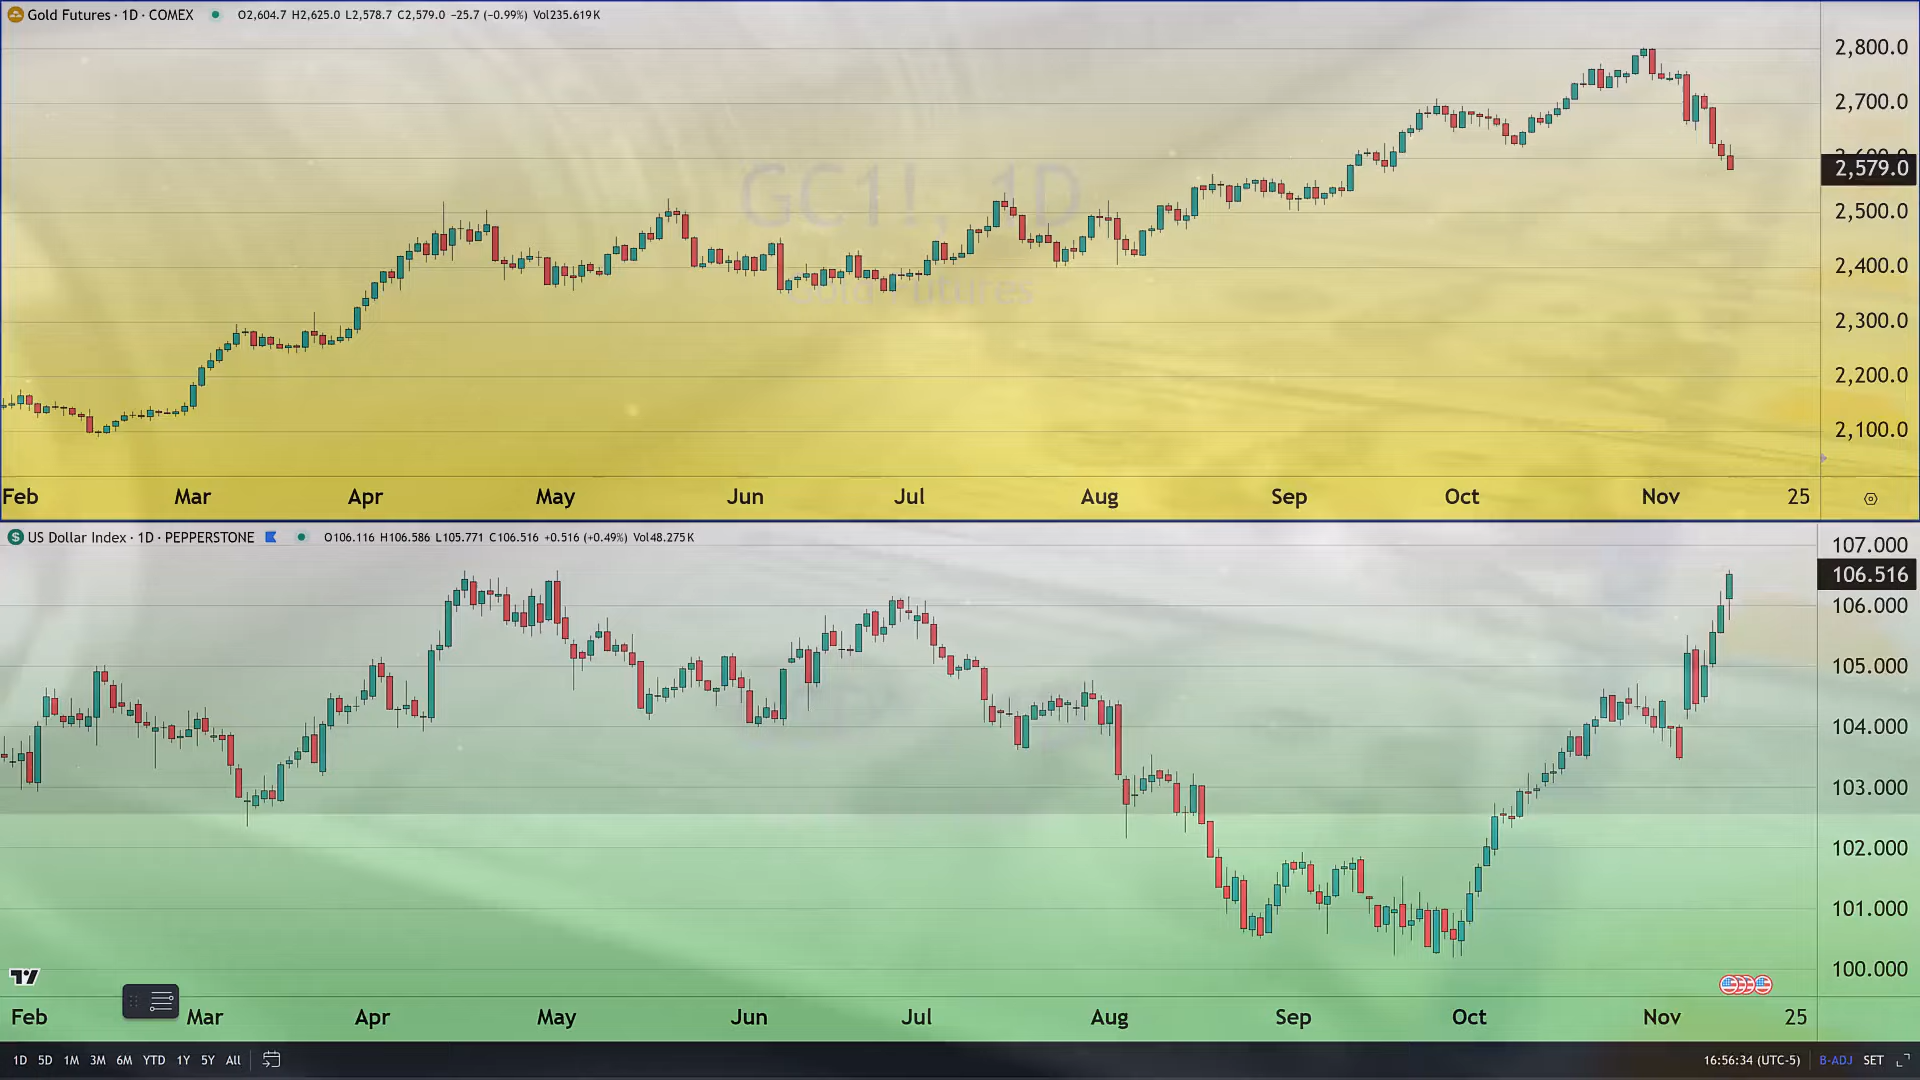 Gold Futures · 1D · COMEX O2,604.7 H2,625.0 L2,578.7 C2,579.0 −25.7 (−0.99%) Vol235.619K
2,800.0
2,700.0
2,579.0
2,500.0
2,400.0
2,300.0
2,200.0
2,100.0
GC1!, 1D
Gold Futures
Feb Mar Apr May Jun Jul Aug Sep Oct Nov 25
US Dollar Index · 1D · PEPPERSTONE O106.116 H106.586 L105.771 C106.516 +0.516 (+0.49%) Vol48.275K
107.000
106.516
106.000
105.000
104.000
103.000
102.000
101.000
100.000
Feb Mar Apr May Jun Jul Aug Sep Oct Nov 25
1D 5D 1M 3M 6M YTD 1Y 5Y All 16:56:34 (UTC-5) B-ADJ SET